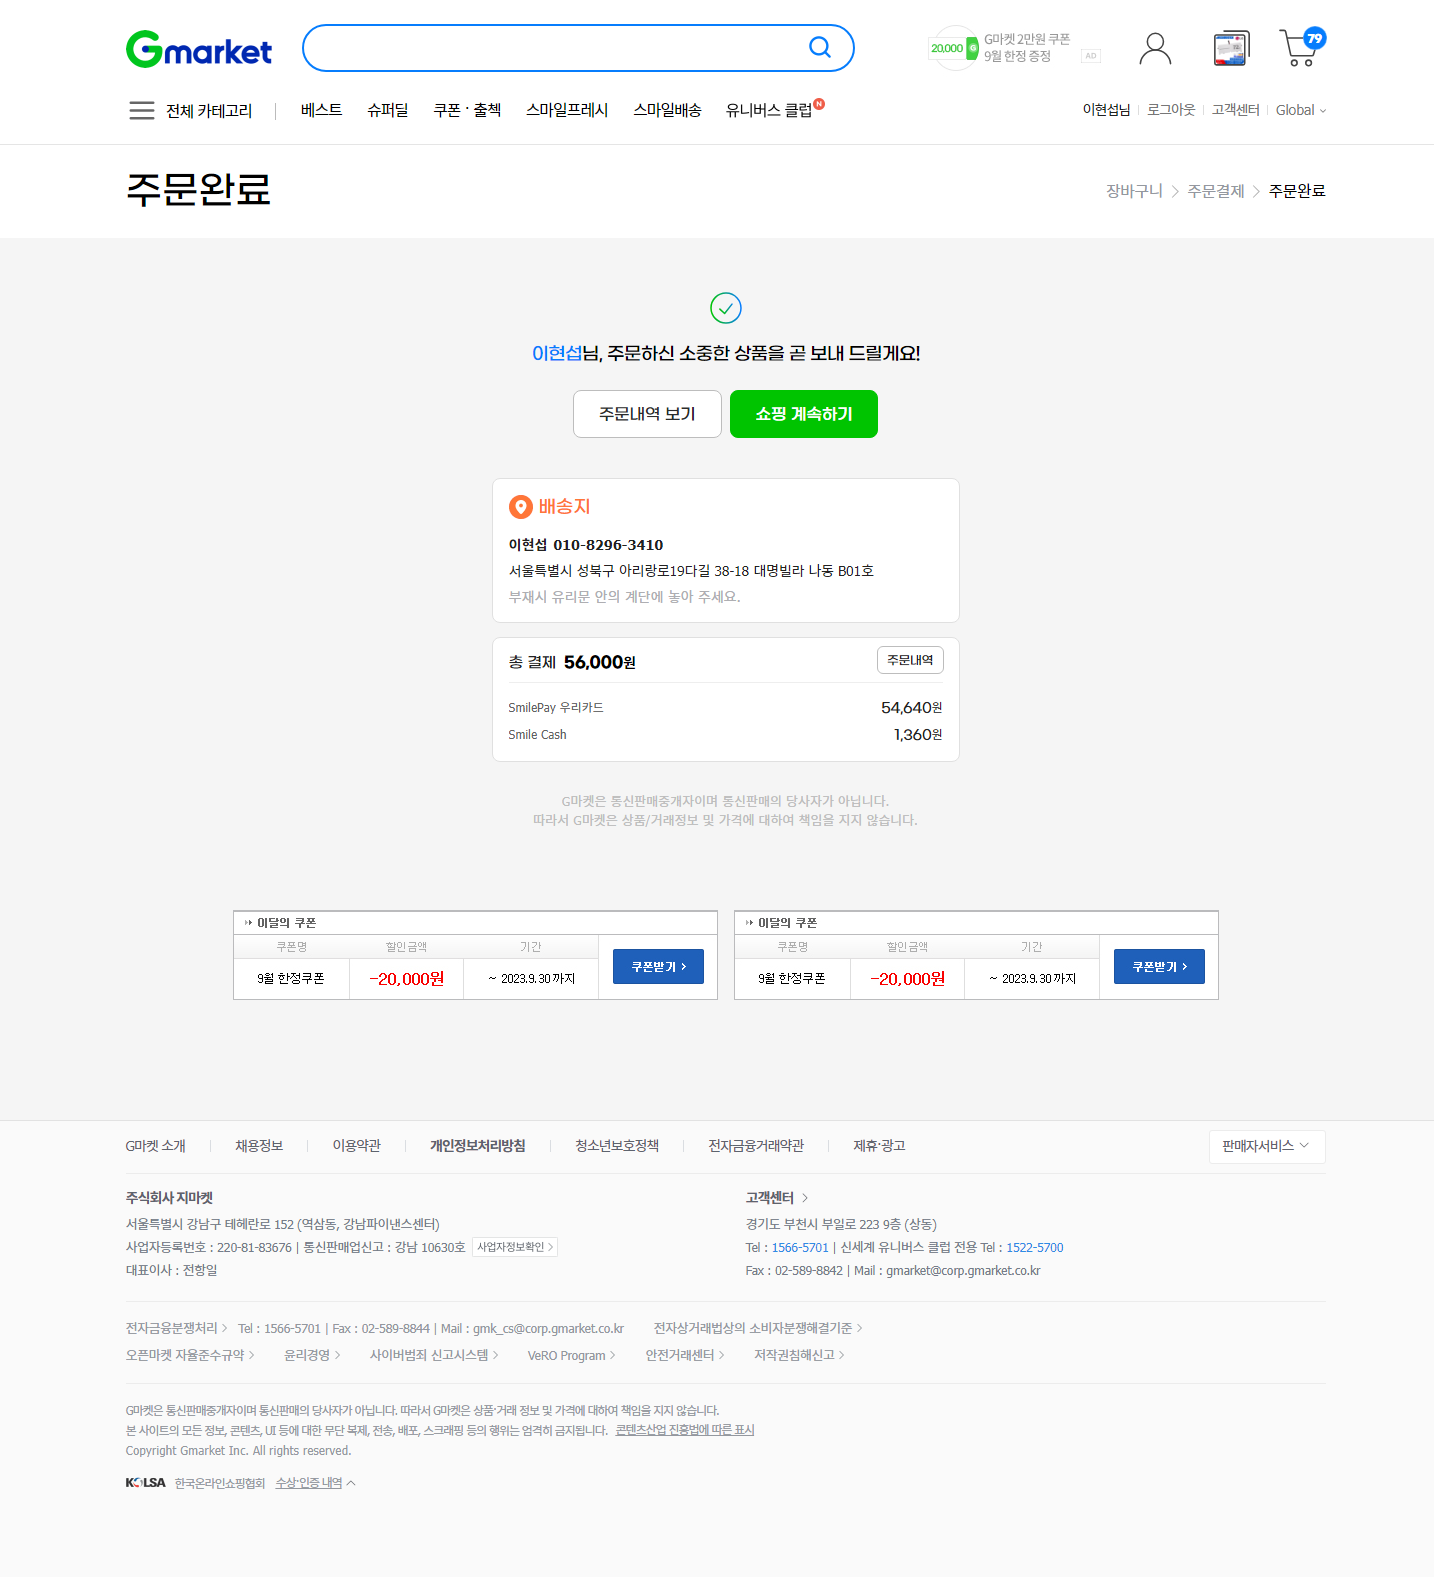 Gmarket
20,000 G
G마켓 2만원 쿠폰
9월 한정 증정
AD
79
전체 카테고리
베스트
슈퍼딜
쿠폰 · 출첵
스마일프레시
스마일배송
유니버스 클럽
N
이현섭님
로그아웃
고객센터
Global
주문완료
장바구니 > 주문결제 > 주문완료
이현섭님, 주문하신 소중한 상품을 곧 보내 드릴게요!
주문내역 보기
쇼핑 계속하기
배송지
이현섭 010-8296-3410
서울특별시 성북구 아리랑로19다길 38-18 대명빌라 나동 B01호
부재시 유리문 안의 계단에 놓아 주세요.
총 결제 56,000원
주문내역
SmilePay 우리카드 54,640원
Smile Cash 1,360원
G마켓은 통신판매중개자이며 통신판매의 당사자가 아닙니다.
따라서 G마켓은 상품/거래정보 및 가격에 대하여 책임을 지지 않습니다.
이달의 쿠폰
쿠폰명 할인금액 기간
9월 한정쿠폰 -20,000원 ~ 2023.9.30까지
쿠폰받기 >
이달의 쿠폰
쿠폰명 할인금액 기간
9월 한정쿠폰 -20,000원 ~ 2023.9.30까지
쿠폰받기 >
G마켓 소개
채용정보
이용약관
개인정보처리방침
청소년보호정책
전자금융거래약관
제휴·광고
판매자서비스
주식회사 지마켓
서울특별시 강남구 테헤란로 152 (역삼동, 강남파이낸스센터)
사업자등록번호 : 220-81-83676 | 통신판매업신고 : 강남 10630호 사업자정보확인 >
대표이사 : 전항일
고객센터 >
경기도 부천시 부일로 223 9층 (상동)
Tel : 1566-5701 | 신세계 유니버스 클럽 전용 Tel : 1522-5700
Fax : 02-589-8842 | Mail : gmarket@corp.gmarket.co.kr
전자금융분쟁처리 > Tel : 1566-5701 | Fax : 02-589-8844 | Mail : gmk_cs@corp.gmarket.co.kr 전자상거래법상의 소비자분쟁해결기준 >
오픈마켓 자율준수규약 > 윤리경영 > 사이버범죄 신고시스템 > VeRO Program > 안전거래센터 > 저작권침해신고 >
G마켓은 통신판매중개자이며 통신판매의 당사자가 아닙니다. 따라서 G마켓은 상품·거래 정보 및 가격에 대하여 책임을 지지 않습니다.
본 사이트의 모든 정보, 콘텐츠, UI 등에 대한 무단 복제, 전송, 배포, 스크래핑 등의 행위는 엄격히 금지됩니다. 콘텐츠산업 진흥법에 따른 표시
Copyright Gmarket Inc. All rights reserved.
KOLSA 한국온라인쇼핑협회 수상·인증 내역